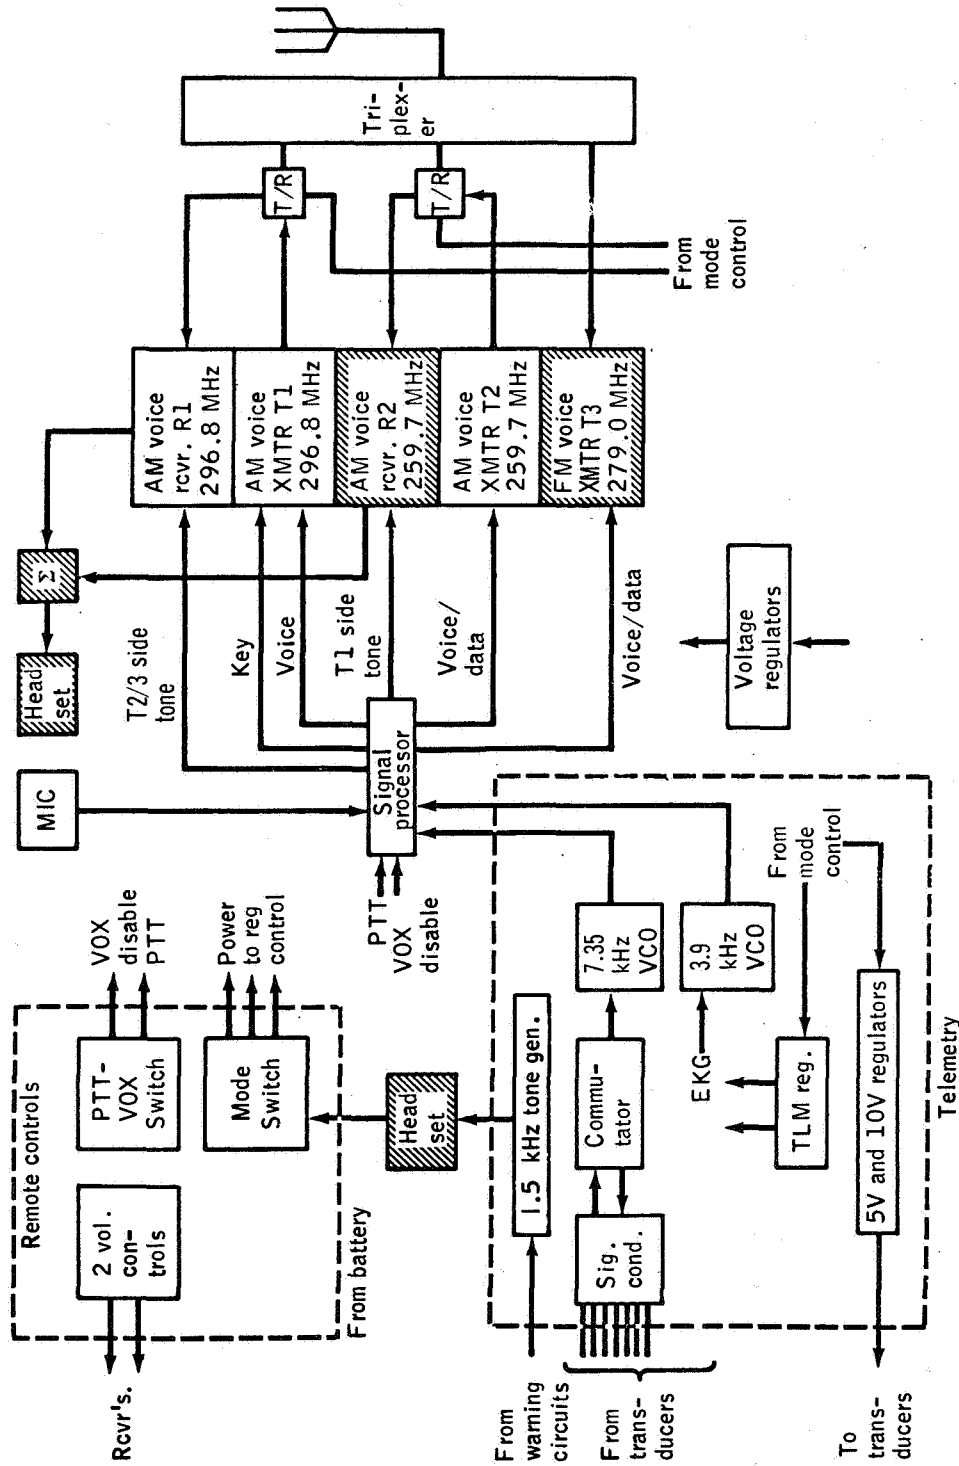 Remote controls
2 vol.
con-
trols
PTT-
VOX
Switch
Mode
Switch
Rcvr's.
VOX
disable
PTT
Power
to reg
control
From battery
Head
set
MIC
Head
set
Σ
T2/3 side
tone
Key
Voice
T1 side
tone
Voice/
data
Voice/data
PTT
VOX
disable
Signal
processor
AM voice
rcvr. R1
296.8 MHz
AM voice
XMTR T1
296.8 MHz
AM voice
rcvr. R2
259.7 MHz
AM voice
XMTR T2
259.7 MHz
FM voice
XMTR T3
279.0 MHz
T/R
T/R
Tri-
plex-
er
From
mode
control
Voltage
regulators
From
warning
circuits
1.5 kHz tone gen.
From
trans-
ducers
Sig.
cond.
Commu-
tator
7.35
kHz
VCO
EKG
3.9
kHz
VCO
TLM reg.
From
mode
control
5V and 10V regulators
To
trans-
ducers
Telemetry